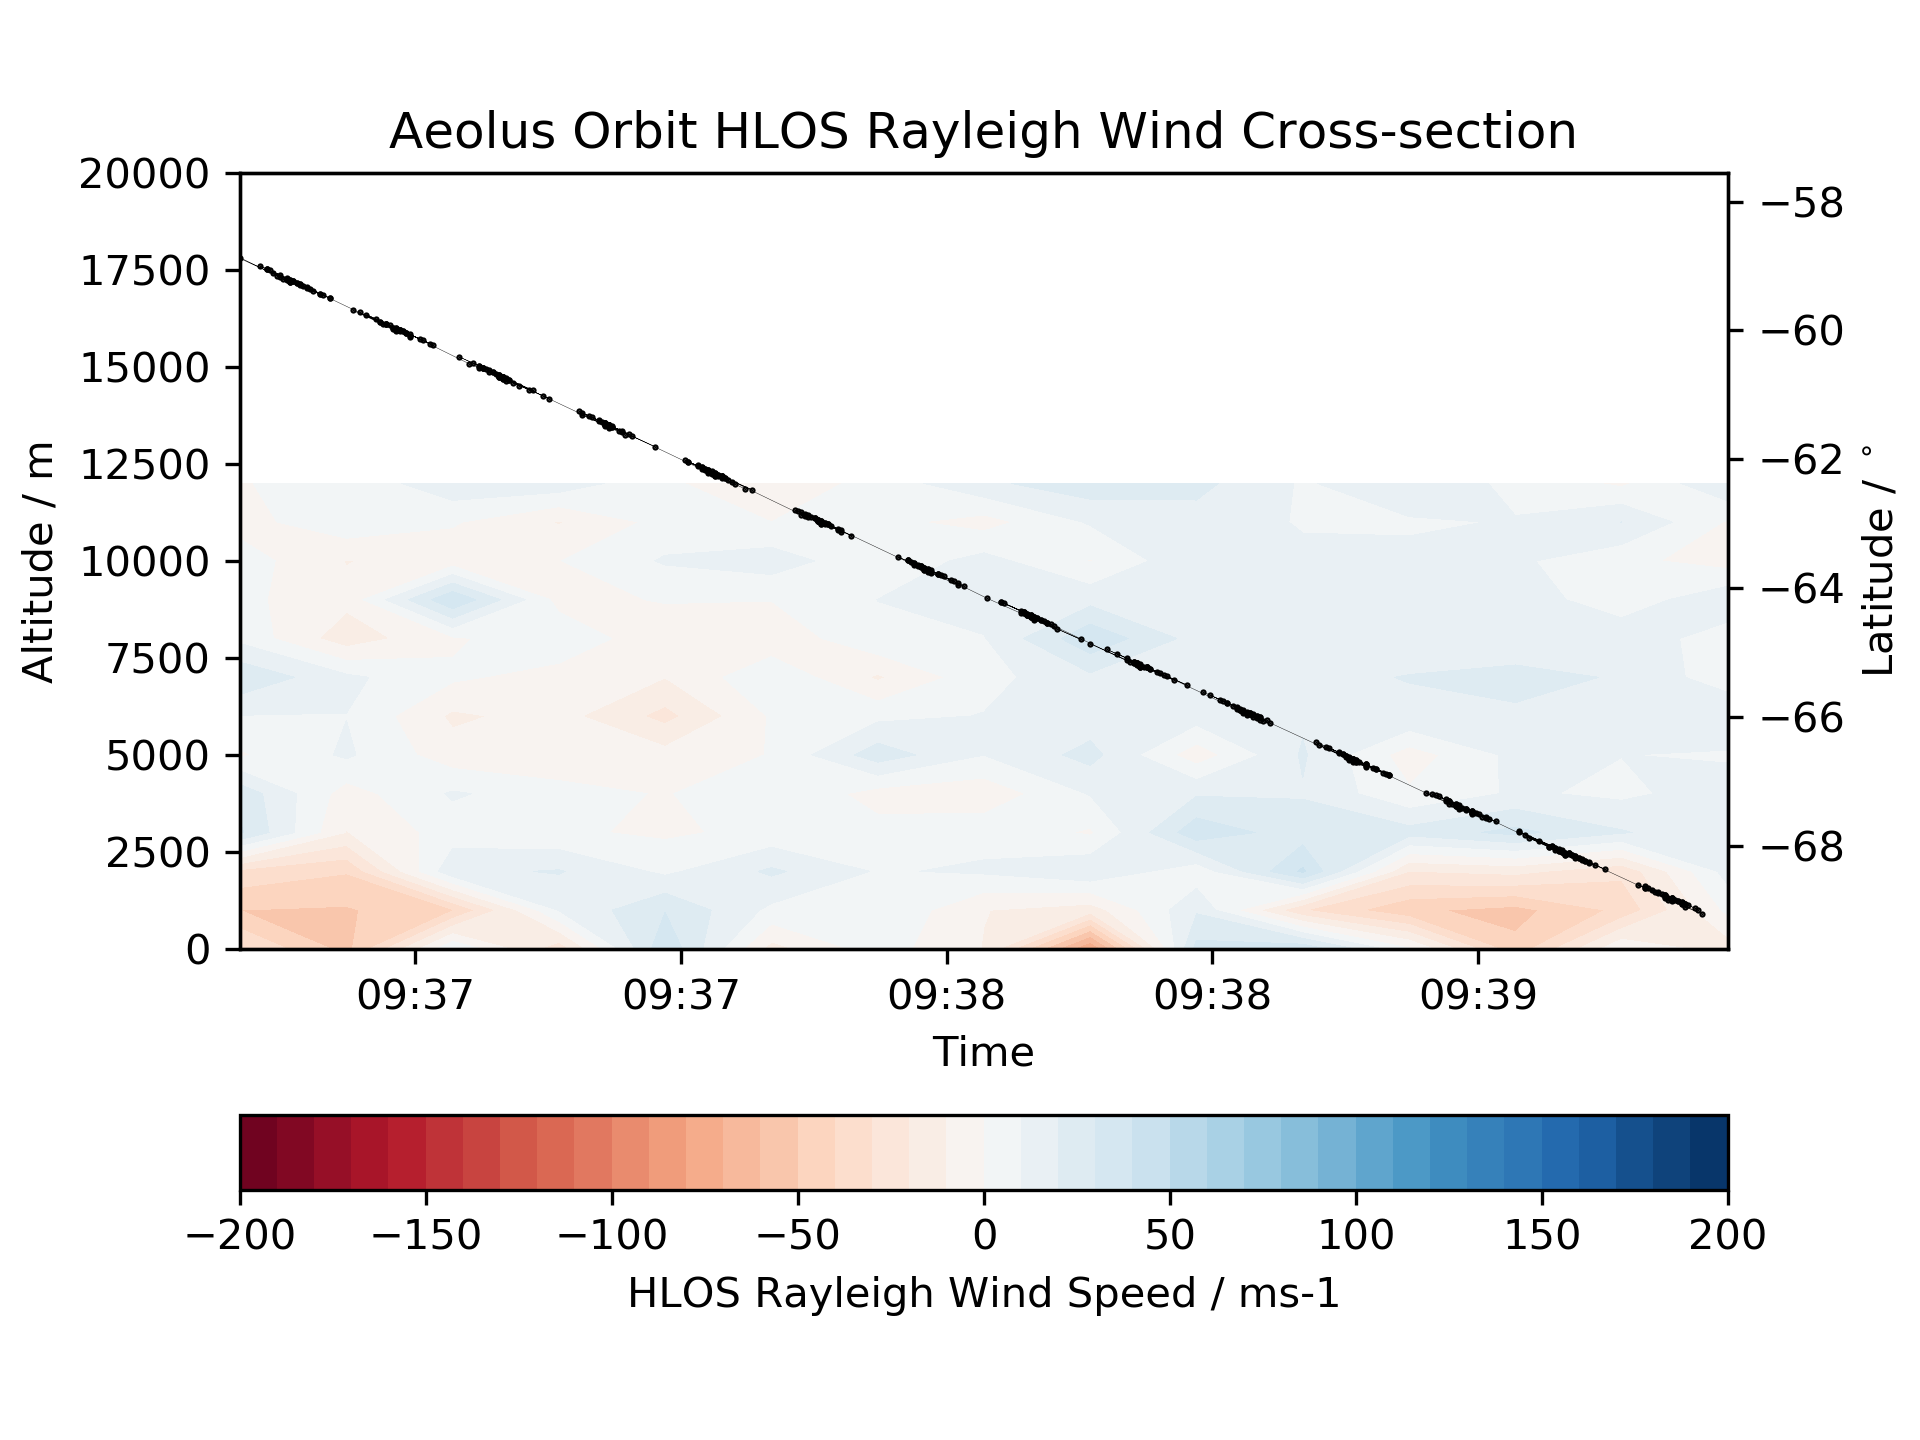 Aeolus Orbit HLOS Rayleigh Wind Cross-section
20000
17500
15000
12500
10000
7500
5000
2500
0
Altitude / m
−58
−60
−62
−64
−66
−68
Latitude / °
09:37 09:37 09:38 09:38 09:39
Time
−200 −150 −100 −50 0 50 100 150 200
HLOS Rayleigh Wind Speed / ms-1